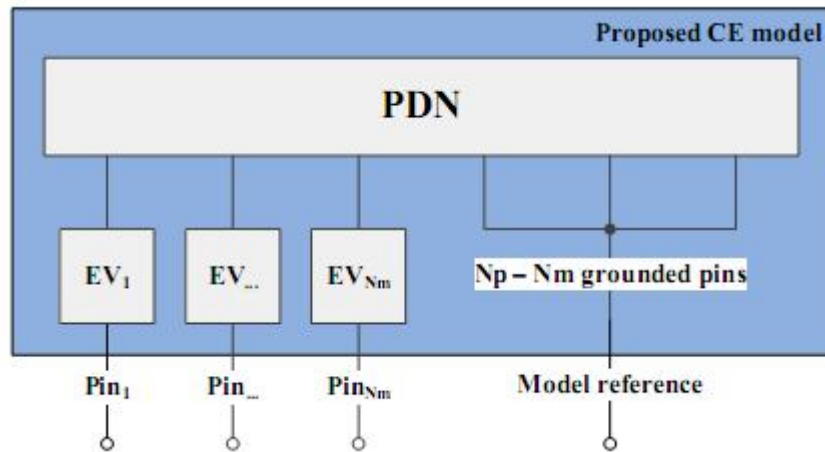 Proposed CE model
PDN
EV₁ EV... EVNm
Np – Nm grounded pins
Pin₁ Pin... PinNm Model reference